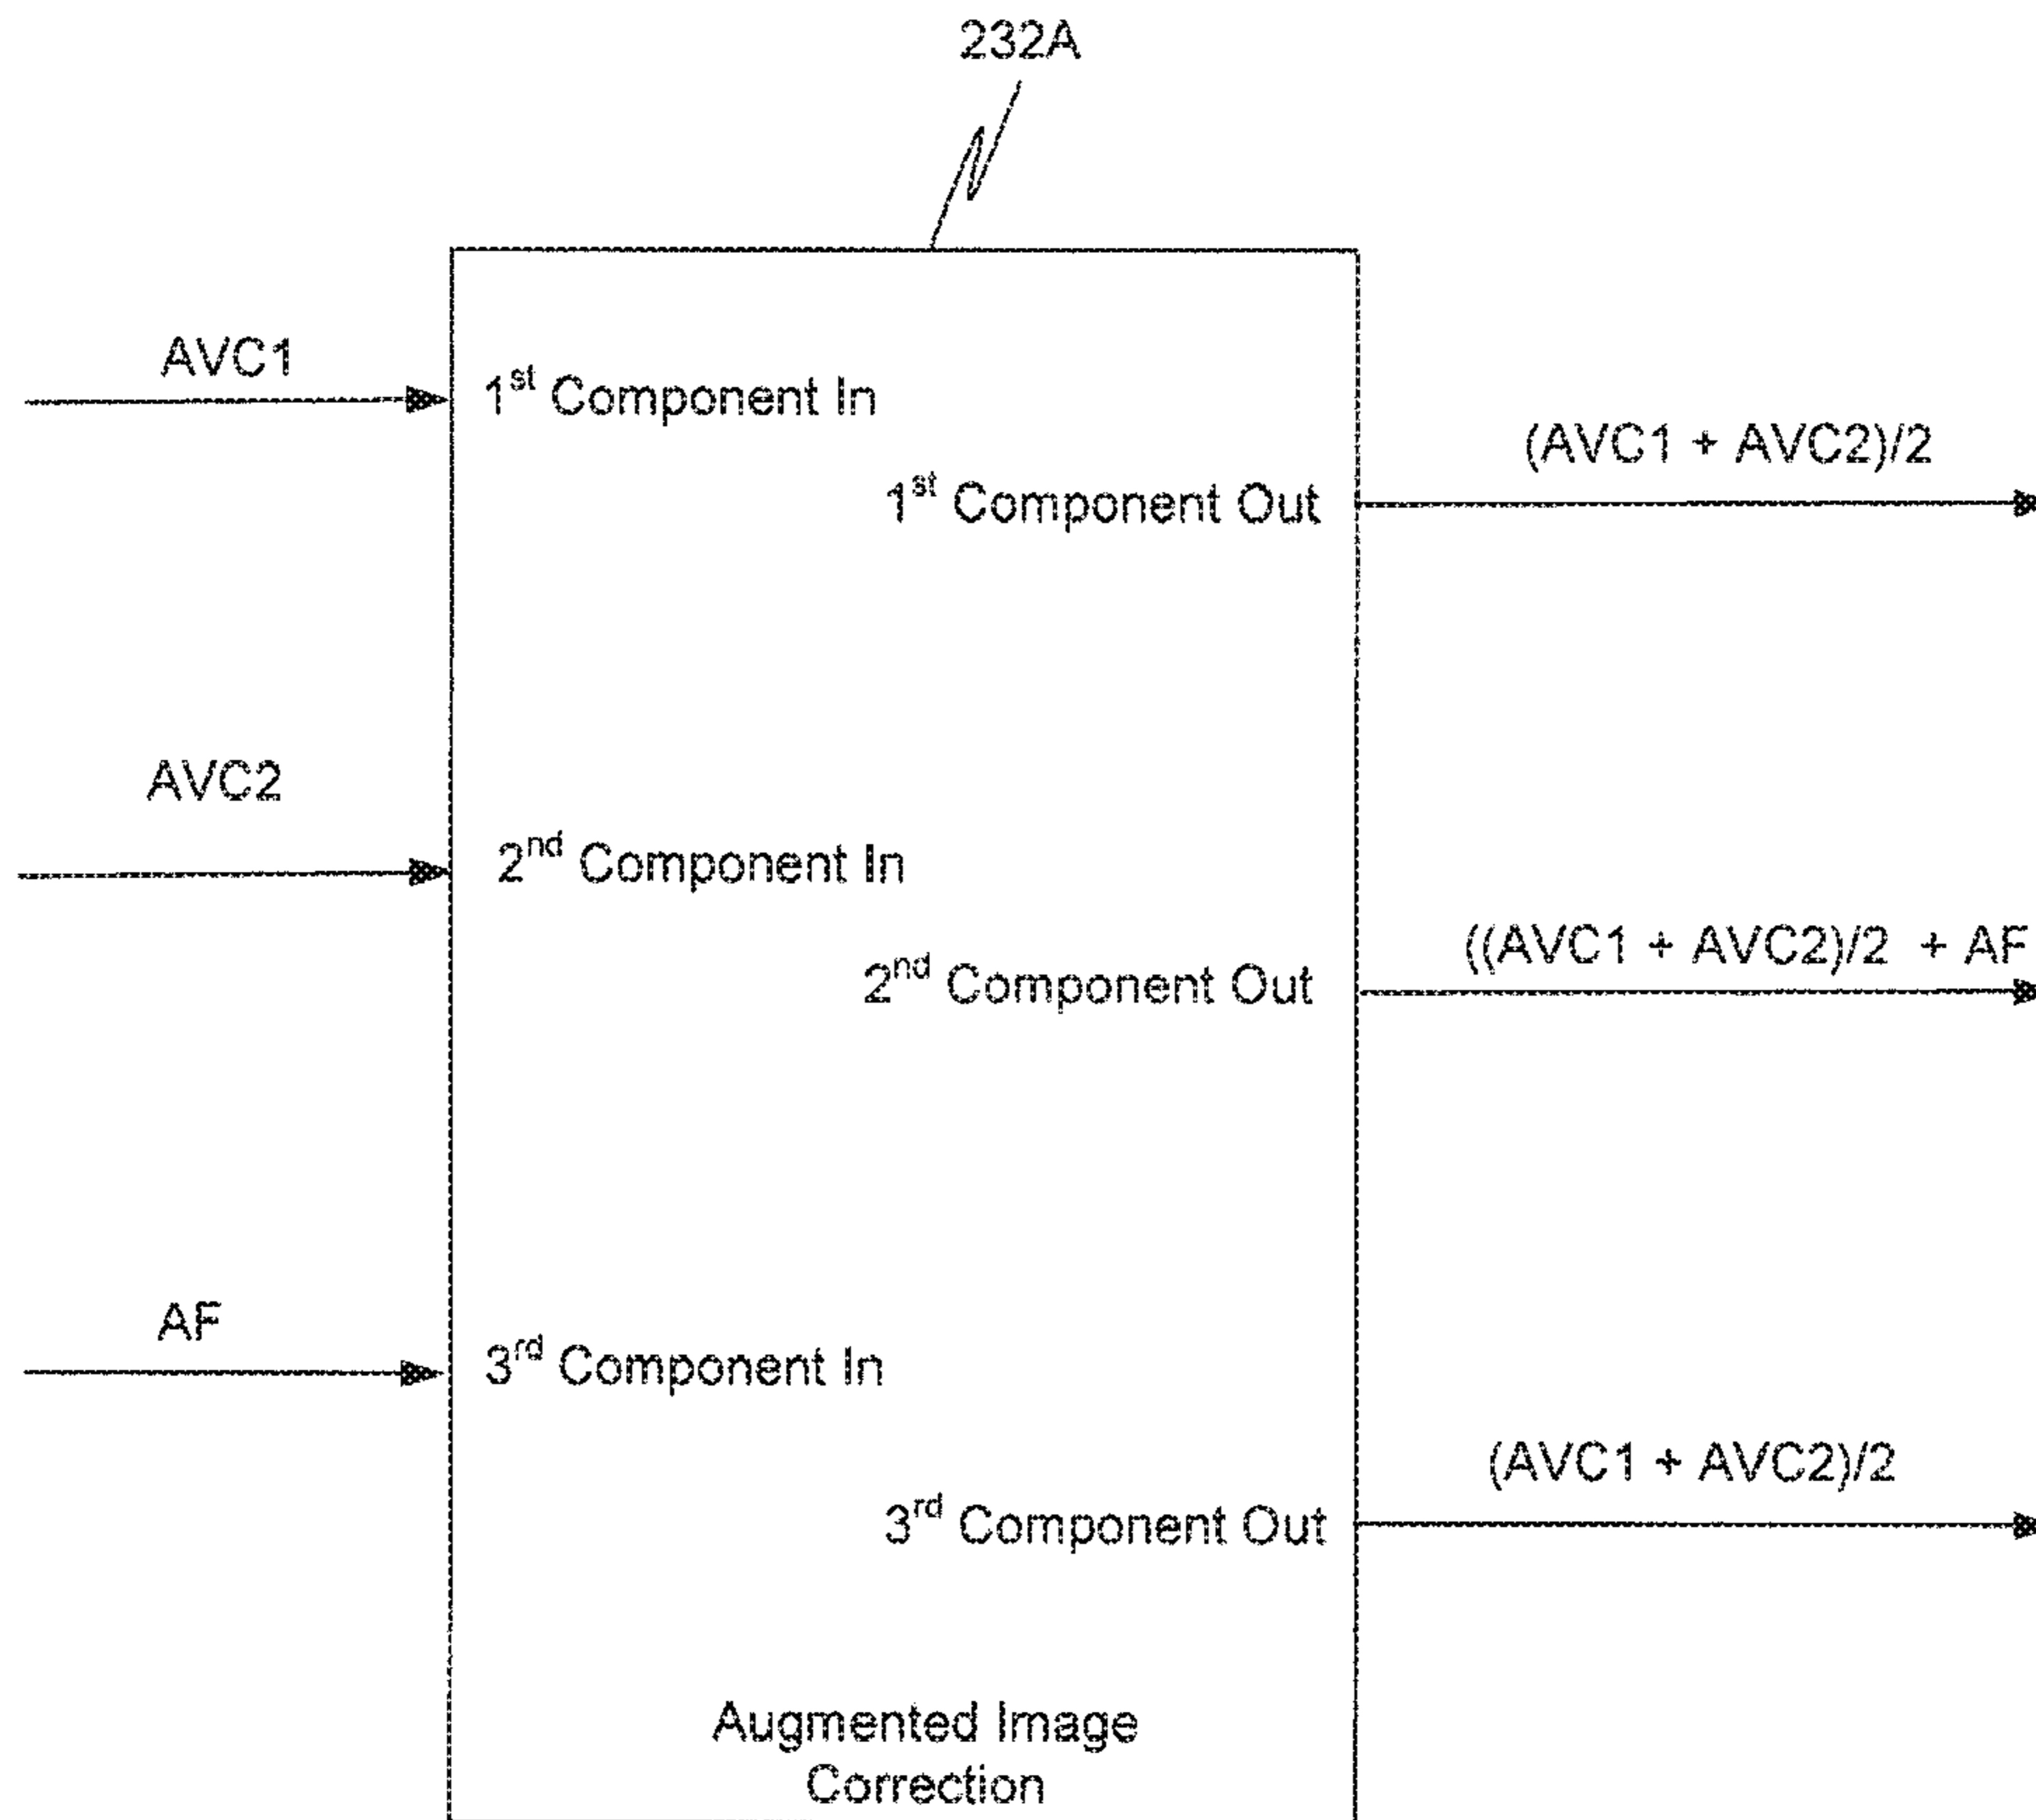 232A
AVC1
1st Component In
(AVC1 + AVC2)/2
1st Component Out
AVC2
2nd Component In
((AVC1 + AVC2)/2 + AF
2nd Component Out
AF
3rd Component In
(AVC1 + AVC2)/2
3rd Component Out
Augmented Image
Correction